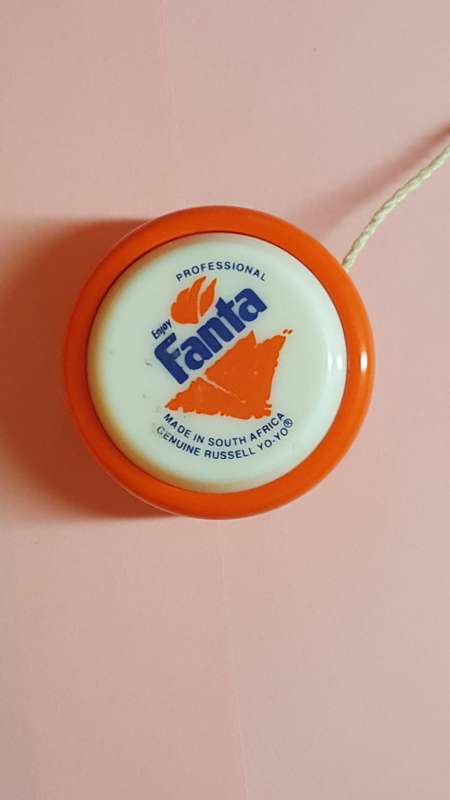 PROFESSIONAL
Enjoy
Fanta
MADE IN SOUTH AFRICA
GENUINE RUSSELL YO-YO®